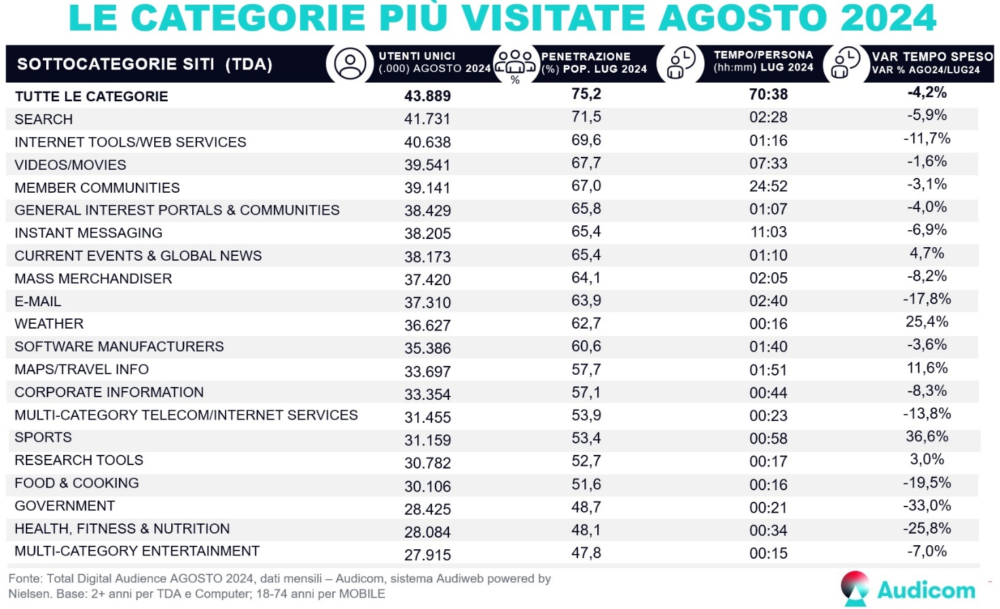 LE CATEGORIE PIÙ VISITATE AGOSTO 2024
SOTTOCATEGORIE SITI (TDA) UTENTI UNICI (.000) AGOSTO 2024 % PENETRAZIONE (%) POP. LUG 2024 TEMPO/PERSONA (hh:mm) LUG 2024 VAR TEMPO SPESO VAR % AGO24/LUG24
TUTTE LE CATEGORIE 43.889 75,2 70:38 -4,2%
SEARCH 41.731 71,5 02:28 -5,9%
INTERNET TOOLS/WEB SERVICES 40.638 69,6 01:16 -11,7%
VIDEOS/MOVIES 39.541 67,7 07:33 -1,6%
MEMBER COMMUNITIES 39.141 67,0 24:52 -3,1%
GENERAL INTEREST PORTALS & COMMUNITIES 38.429 65,8 01:07 -4,0%
INSTANT MESSAGING 38.205 65,4 11:03 -6,9%
CURRENT EVENTS & GLOBAL NEWS 38.173 65,4 01:10 4,7%
MASS MERCHANDISER 37.420 64,1 02:05 -8,2%
E-MAIL 37.310 63,9 02:40 -17,8%
WEATHER 36.627 62,7 00:16 25,4%
SOFTWARE MANUFACTURERS 35.386 60,6 01:40 -3,6%
MAPS/TRAVEL INFO 33.697 57,7 01:51 11,6%
CORPORATE INFORMATION 33.354 57,1 00:44 -8,3%
MULTI-CATEGORY TELECOM/INTERNET SERVICES 31.455 53,9 00:23 -13,8%
SPORTS 31.159 53,4 00:58 36,6%
RESEARCH TOOLS 30.782 52,7 00:17 3,0%
FOOD & COOKING 30.106 51,6 00:16 -19,5%
GOVERNMENT 28.425 48,7 00:21 -33,0%
HEALTH, FITNESS & NUTRITION 28.084 48,1 00:34 -25,8%
MULTI-CATEGORY ENTERTAINMENT 27.915 47,8 00:15 -7,0%
Fonte: Total Digital Audience AGOSTO 2024, dati mensili – Audicom, sistema Audiweb powered by
Nielsen. Base: 2+ anni per TDA e Computer; 18-74 anni per MOBILE
Audicom